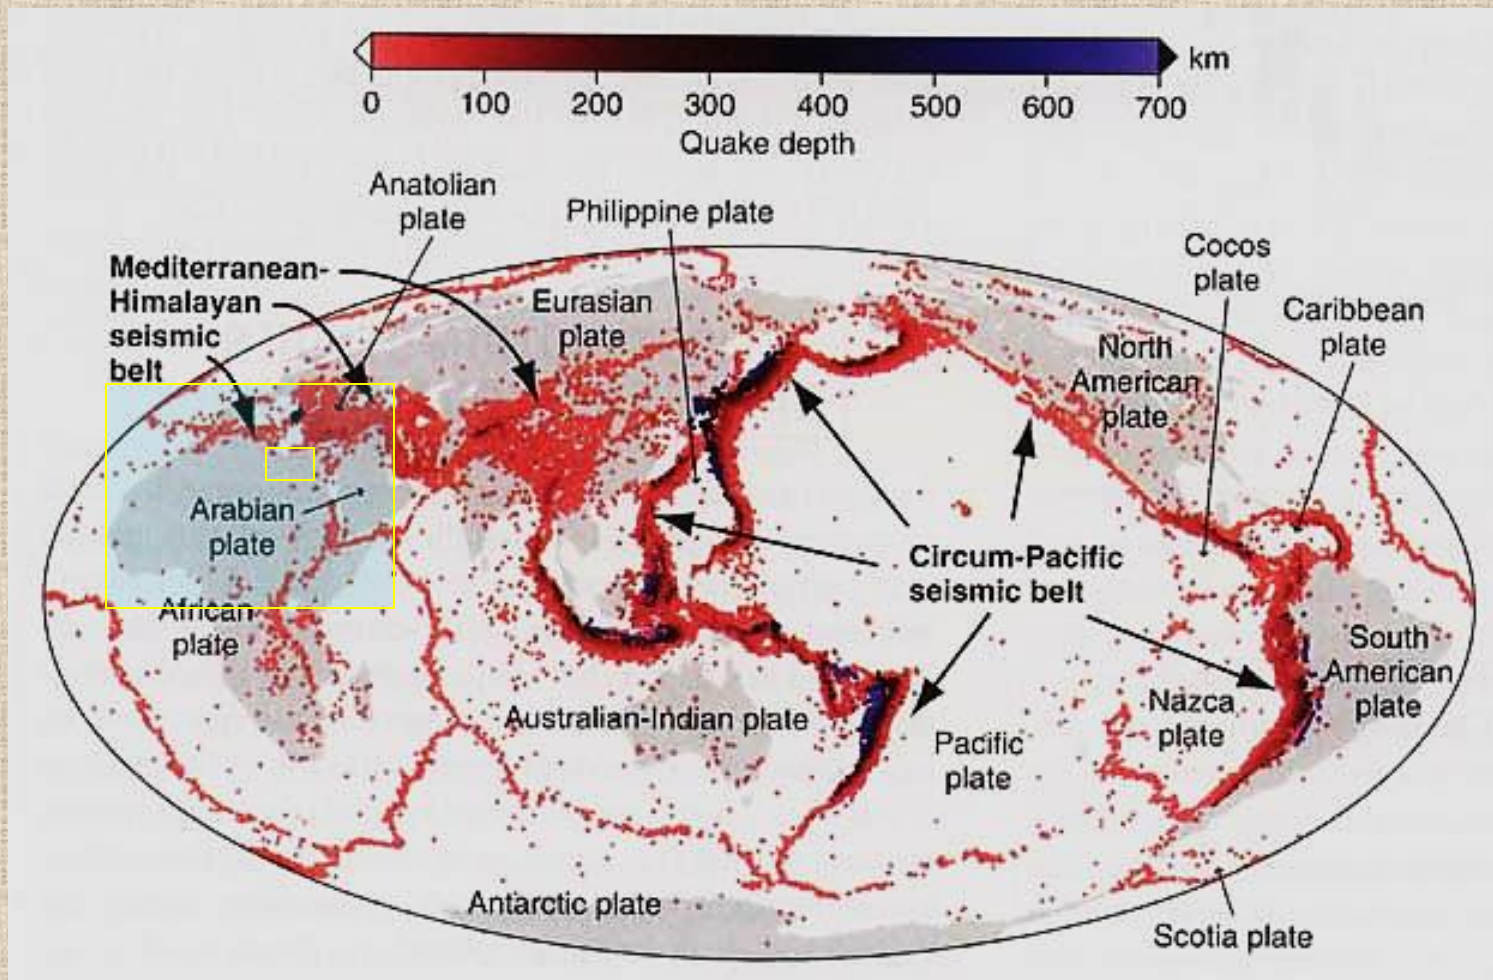 km
0 100 200 300 400 500 600 700
Quake depth
Anatolian
plate
Philippine plate
Cocos
plate
Mediterranean-
Himalayan
seismic
belt
Eurasian
plate
Caribbean
plate
North
American
plate
Arabian
plate
Circum-Pacific
seismic belt
African
plate
South
American
plate
Australian-Indian plate
Nazca
plate
Pacific
plate
Antarctic plate
Scotia plate